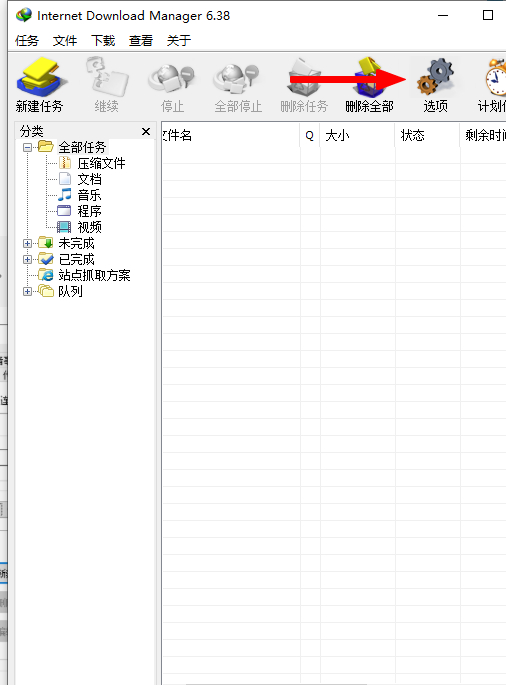 Internet Download Manager 6.38
任务 文件 下载 查看 关于
新建任务 继续 停止 全部停止 删除任务 删除全部 选项 计划
分类
文件名 Q 大小 状态 剩余时间
全部任务
压缩文件
文档
音乐
程序
视频
未完成
已完成
站点抓取方案
队列